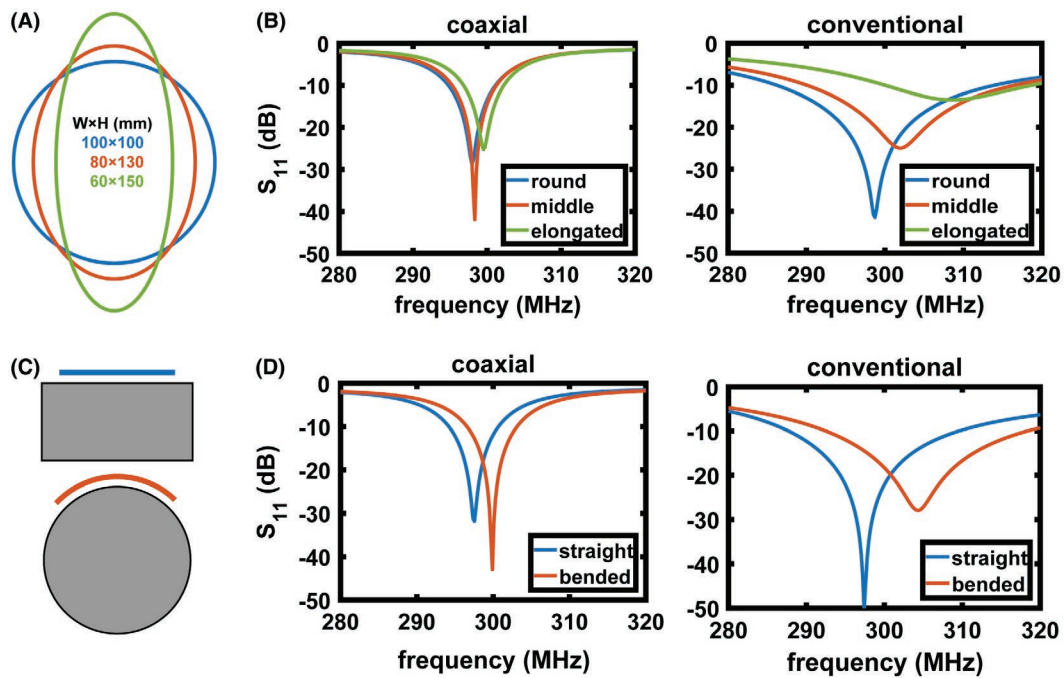 (A)
W×H (mm)
100×100
80×130
60×150
(B)
coaxial
S11 (dB)
0
-10
-20
-30
-40
-50
round
middle
elongated
280 290 300 310 320
frequency (MHz)
conventional
0
-10
-20
-30
-40
-50
round
middle
elongated
280 290 300 310 320
frequency (MHz)
(C)
(D)
coaxial
S11 (dB)
0
-10
-20
-30
-40
-50
straight
bended
280 290 300 310 320
frequency (MHz)
conventional
0
-10
-20
-30
-40
-50
straight
bended
280 290 300 310 320
frequency (MHz)